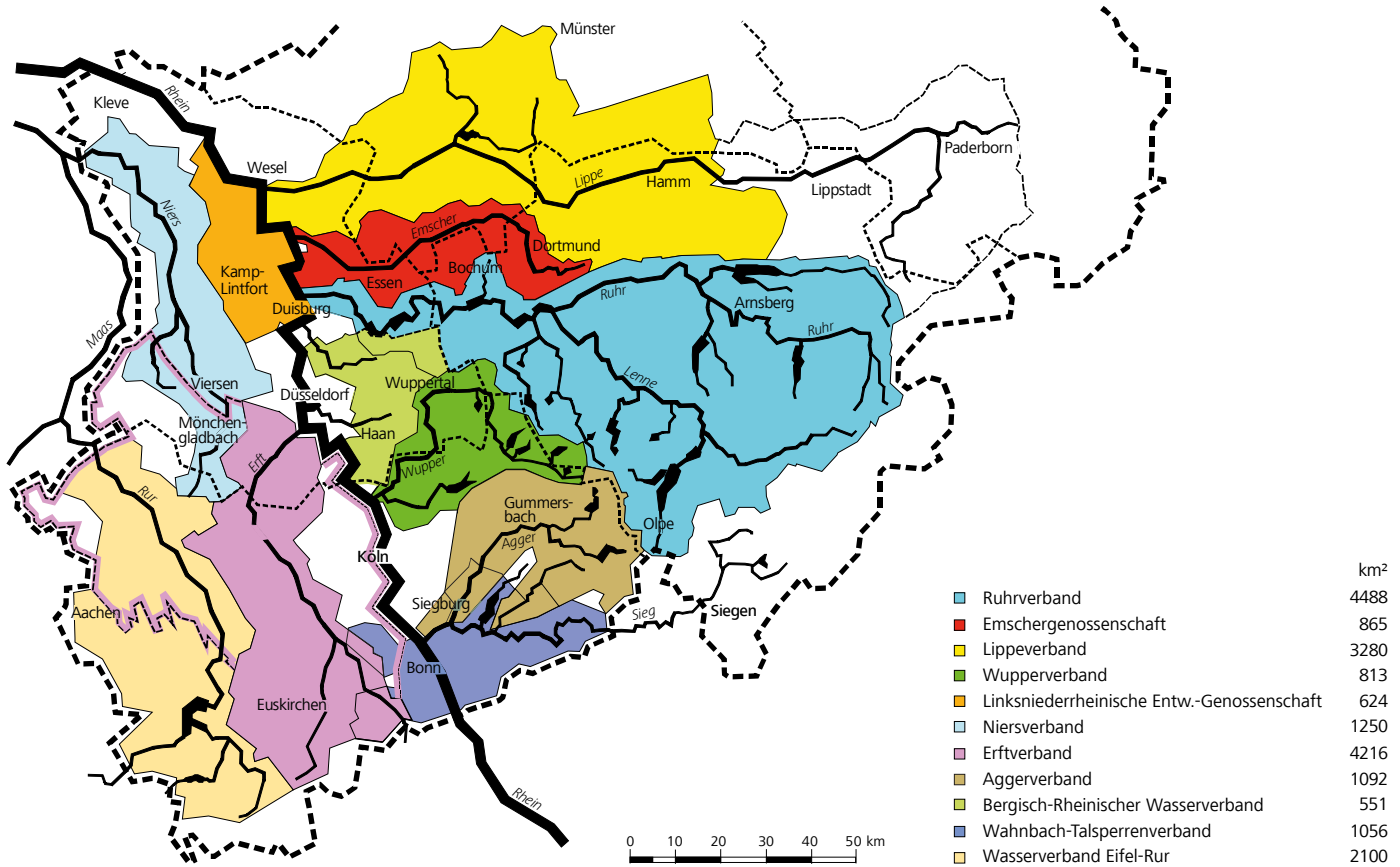 Münster
Kleve
Rhein
Wesel
Paderborn
Lippe
Hamm
Lippstadt
Niers
Emscher
Dortmund
Bochum
Essen
Kamp-
Lintfort
Duisburg
Ruhr
Arnsberg
Ruhr
Maas
Viersen
Düsseldorf
Wuppertal
Lenne
Mönchen-
gladbach
Haan
Erft
Wupper
Rur
Gummers-
bach
Agger
Olpe
Köln
Aachen
Siegburg
Sieg
Siegen
Bonn
Euskirchen
Rhein
0 10 20 30 40 50 km
km²
Ruhrverband 4488
Emschergenossenschaft 865
Lippeverband 3280
Wupperverband 813
Linksniederrheinische Entw.-Genossenschaft 624
Niersverband 1250
Erftverband 4216
Aggerverband 1092
Bergisch-Rheinischer Wasserverband 551
Wahnbach-Talsperrenverband 1056
Wasserverband Eifel-Rur 2100